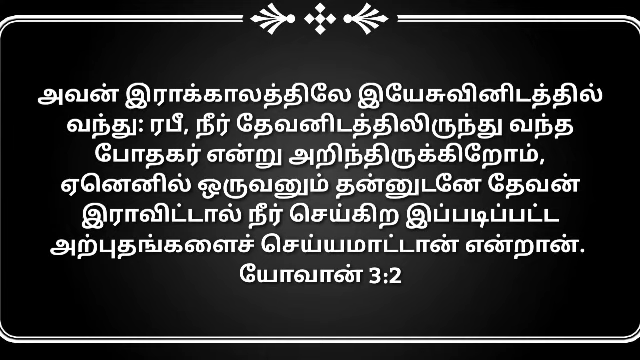 அவன் இராக்காலத்திலே இயேசுவினிடத்தில்
வந்து: ரபீ, நீர் தேவனிடத்திலிருந்து வந்த
போதகர் என்று அறிந்திருக்கிறோம்,
ஏனெனில் ஒருவனும் தன்னுடனே தேவன்
இராவிட்டால் நீர் செய்கிற இப்படிப்பட்ட
அற்புதங்களைச் செய்யமாட்டான் என்றான்.
யோவான் 3:2